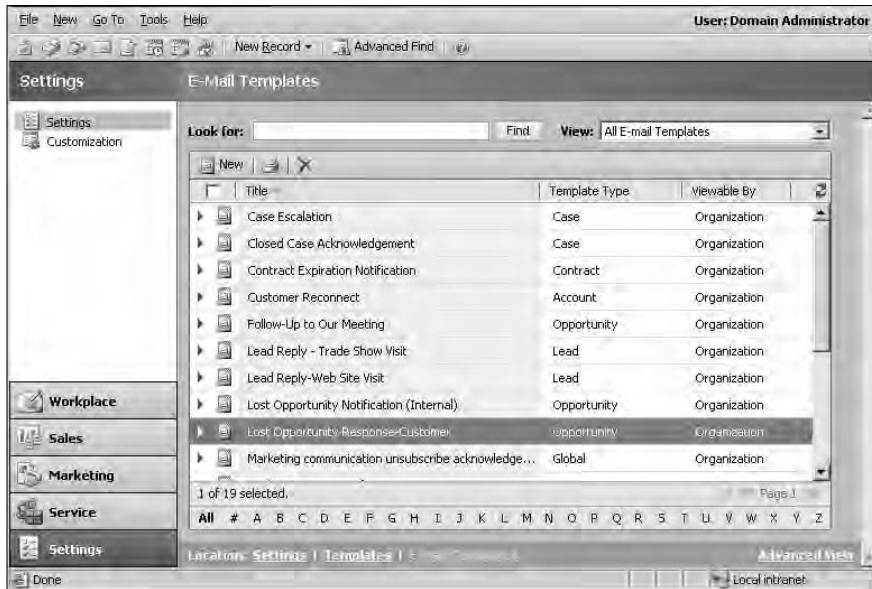 File New Go To Tools Help User: Domain Administrator
New Record Advanced Find
Settings E-Mail Templates
Settings
Customization
Look for: Find View: All E-mail Templates
New
Title Template Type Viewable By
Case Escalation Case Organization
Closed Case Acknowledgement Case Organization
Contract Expiration Notification Contract Organization
Customer Reconnect Account Organization
Follow-Up to Our Meeting Opportunity Organization
Lead Reply - Trade Show Visit Lead Organization
Lead Reply-Web Site Visit Lead Organization
Lost Opportunity Notification (Internal) Opportunity Organization
Lost Opportunity Response-Customer Opportunity Organization
Marketing communication unsubscribe acknowledge... Global Organization
1 of 19 selected. Page 1
All # A B C D E F G H I J K L M N O P Q R S T U V W X Y Z
Workplace
Sales
Marketing
Service
Settings
Location: Settings | Templates | Advanced View
Done Local intranet